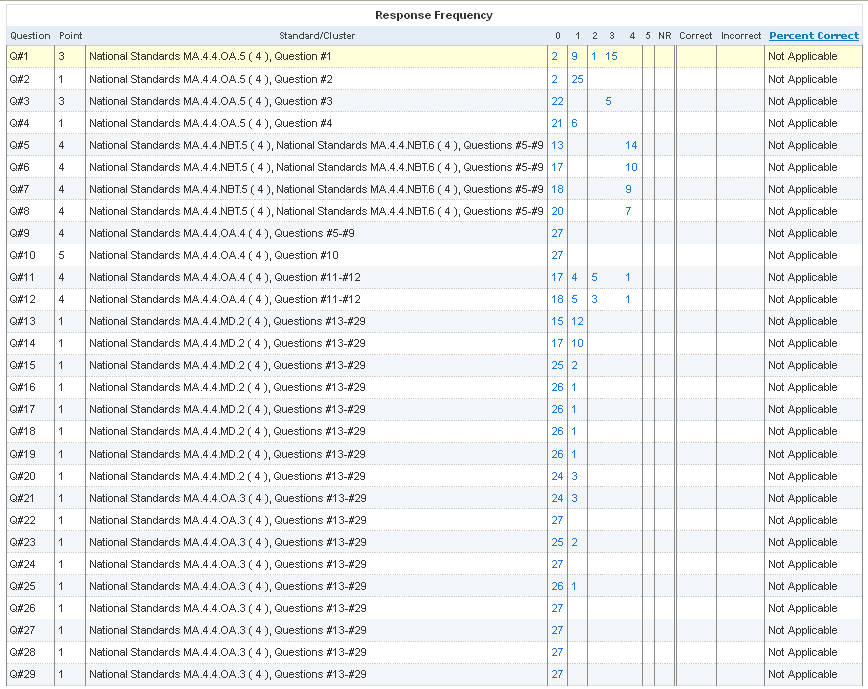 Response Frequency
Question Point Standard/Cluster 0 1 2 3 4 5 NR Correct Incorrect Percent Correct
Q#1 3 National Standards MA.4.4.OA.5 ( 4 ), Question #1 2 9 1 15 Not Applicable
Q#2 1 National Standards MA.4.4.OA.5 ( 4 ), Question #2 2 25 Not Applicable
Q#3 3 National Standards MA.4.4.OA.5 ( 4 ), Question #3 22 5 Not Applicable
Q#4 1 National Standards MA.4.4.OA.5 ( 4 ), Question #4 21 6 Not Applicable
Q#5 4 National Standards MA.4.4.NBT.5 ( 4 ), National Standards MA.4.4.NBT.6 ( 4 ), Questions #5-#9 13 14 Not Applicable
Q#6 4 National Standards MA.4.4.NBT.5 ( 4 ), National Standards MA.4.4.NBT.6 ( 4 ), Questions #5-#9 17 10 Not Applicable
Q#7 4 National Standards MA.4.4.NBT.5 ( 4 ), National Standards MA.4.4.NBT.6 ( 4 ), Questions #5-#9 18 9 Not Applicable
Q#8 4 National Standards MA.4.4.NBT.5 ( 4 ), National Standards MA.4.4.NBT.6 ( 4 ), Questions #5-#9 20 7 Not Applicable
Q#9 4 National Standards MA.4.4.OA.4 ( 4 ), Questions #5-#9 27 Not Applicable
Q#10 5 National Standards MA.4.4.OA.4 ( 4 ), Question #10 27 Not Applicable
Q#11 4 National Standards MA.4.4.OA.4 ( 4 ), Question #11-#12 17 4 5 1 Not Applicable
Q#12 4 National Standards MA.4.4.OA.4 ( 4 ), Question #11-#12 18 5 3 1 Not Applicable
Q#13 1 National Standards MA.4.4.MD.2 ( 4 ), Questions #13-#29 15 12 Not Applicable
Q#14 1 National Standards MA.4.4.MD.2 ( 4 ), Questions #13-#29 17 10 Not Applicable
Q#15 1 National Standards MA.4.4.MD.2 ( 4 ), Questions #13-#29 25 2 Not Applicable
Q#16 1 National Standards MA.4.4.MD.2 ( 4 ), Questions #13-#29 26 1 Not Applicable
Q#17 1 National Standards MA.4.4.MD.2 ( 4 ), Questions #13-#29 26 1 Not Applicable
Q#18 1 National Standards MA.4.4.MD.2 ( 4 ), Questions #13-#29 26 1 Not Applicable
Q#19 1 National Standards MA.4.4.MD.2 ( 4 ), Questions #13-#29 26 1 Not Applicable
Q#20 1 National Standards MA.4.4.MD.2 ( 4 ), Questions #13-#29 24 3 Not Applicable
Q#21 1 National Standards MA.4.4.OA.3 ( 4 ), Questions #13-#29 24 3 Not Applicable
Q#22 1 National Standards MA.4.4.OA.3 ( 4 ), Questions #13-#29 27 Not Applicable
Q#23 1 National Standards MA.4.4.OA.3 ( 4 ), Questions #13-#29 25 2 Not Applicable
Q#24 1 National Standards MA.4.4.OA.3 ( 4 ), Questions #13-#29 27 Not Applicable
Q#25 1 National Standards MA.4.4.OA.3 ( 4 ), Questions #13-#29 26 1 Not Applicable
Q#26 1 National Standards MA.4.4.OA.3 ( 4 ), Questions #13-#29 27 Not Applicable
Q#27 1 National Standards MA.4.4.OA.3 ( 4 ), Questions #13-#29 27 Not Applicable
Q#28 1 National Standards MA.4.4.OA.3 ( 4 ), Questions #13-#29 27 Not Applicable
Q#29 1 National Standards MA.4.4.OA.3 ( 4 ), Questions #13-#29 27 Not Applicable